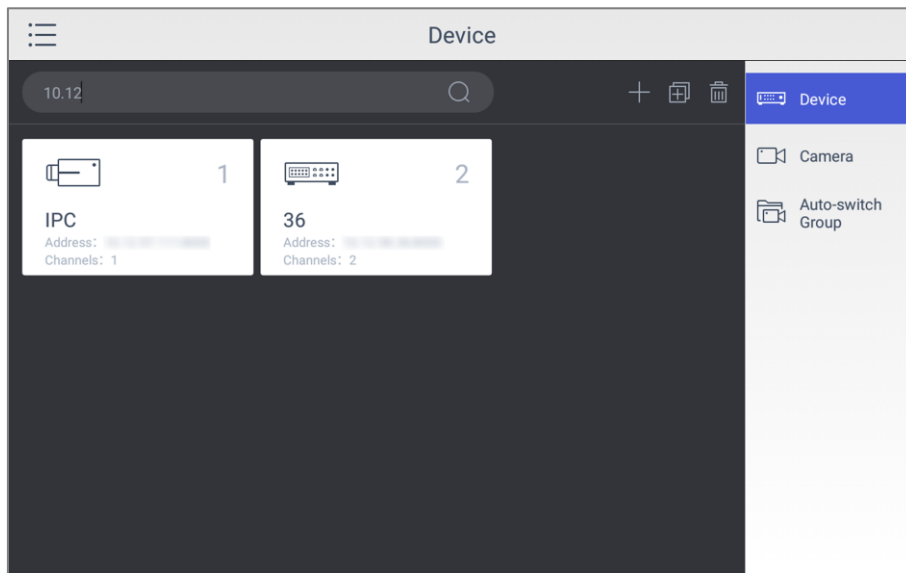 Device
10.12
Device
1
2
Camera
IPC
36
Auto-switch
Group
Address:
Address:
Channels: 1
Channels: 2